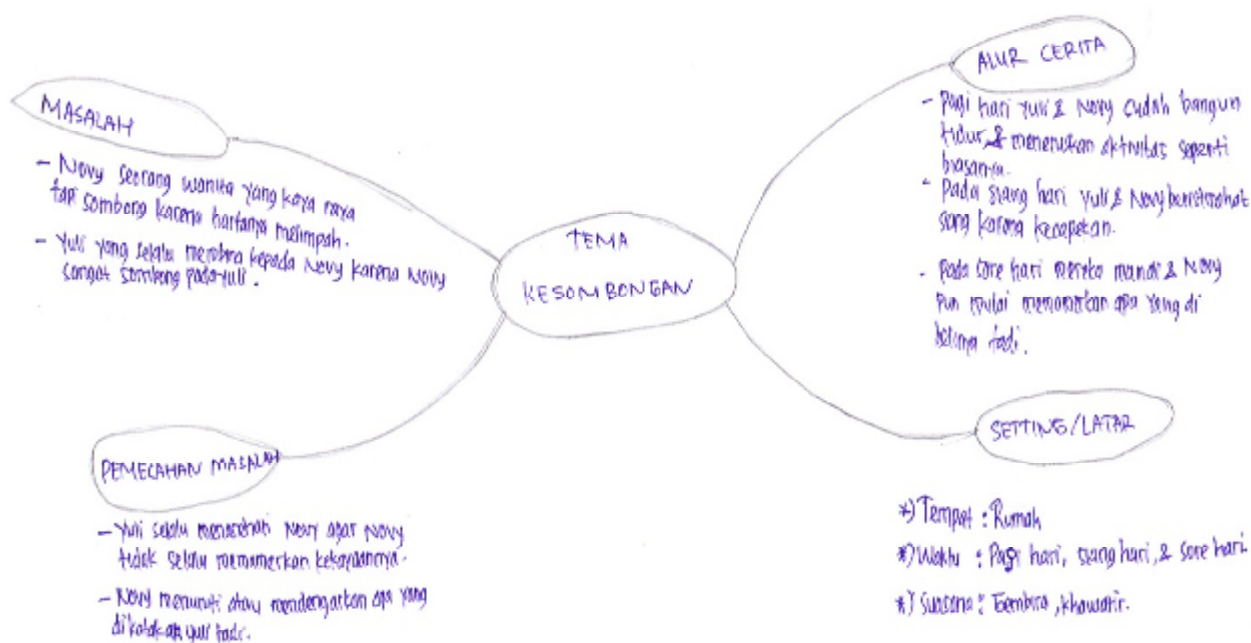 TEMA
KESOMBONGAN
MASALAH
- Novy seorang wanita yang kaya raya
tapi sombong karena hartanya melimpah.
- Yuli yang selalu kepada Novy karena Novy
sangat sombong pada yuli.
PEMECAHAN MASALAH
- Yuli selalu menasehati Novy agar Novy
tidak selalu memamerkan kekayaannya.
- Novy menuruti atau mendengarkan apa yang
dikatakan yuli tadi.
ALUR CERITA
- pagi hari yuli & Novy sudah bangun
tidur, & meneruskan aktivitas seperti
biasanya.
- pada siang hari yuli & Novy beristirahat
siang karena kecapekan.
- pada sore hari mereka mandi & Novy
pun mulai memamerkan apa yang di
tadi.
SETTING/LATAR
*) Tempat : Rumah
*) Waktu : Pagi hari, siang hari, & sore hari
*) Suasana : Gembira, khawatir.